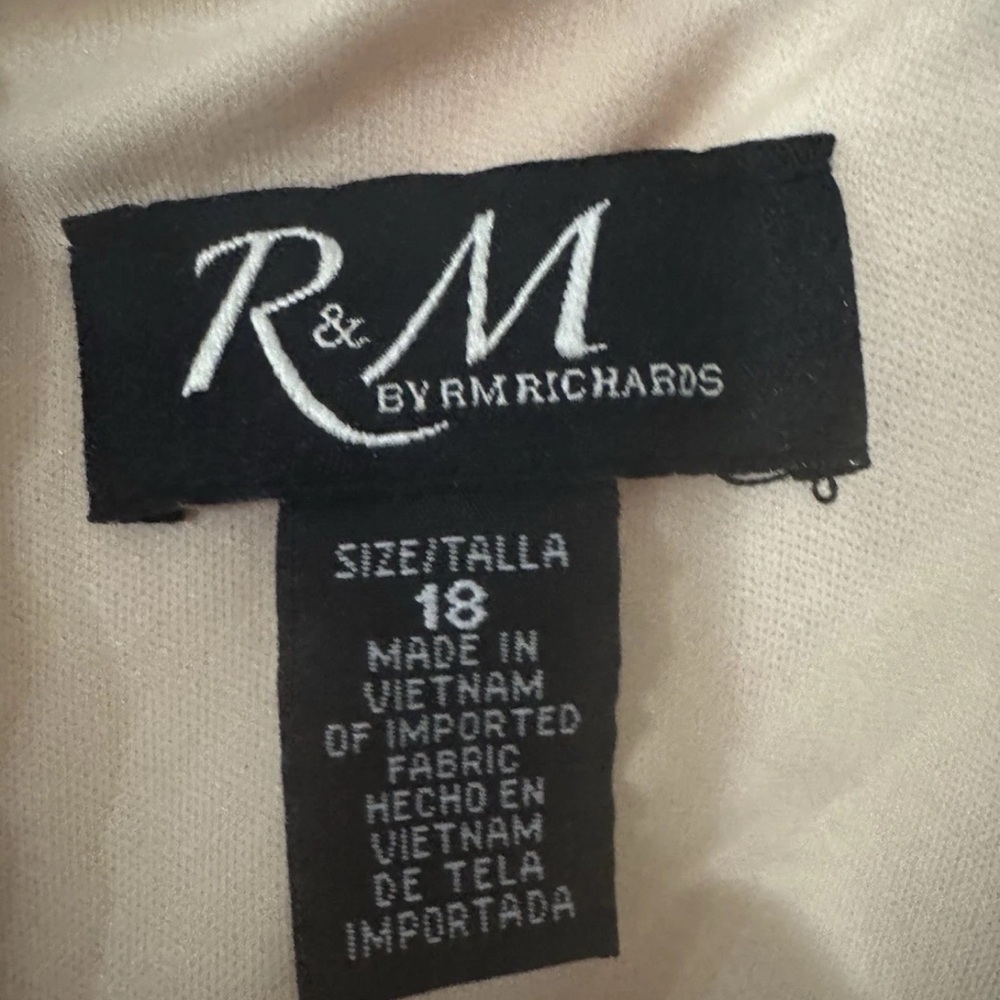 R&M
BY RM RICHARDS
SIZE/TALLA
18
MADE IN
VIETNAM
OF IMPORTED
FABRIC
HECHO EN
VIETNAM
DE TELA
IMPORTADA